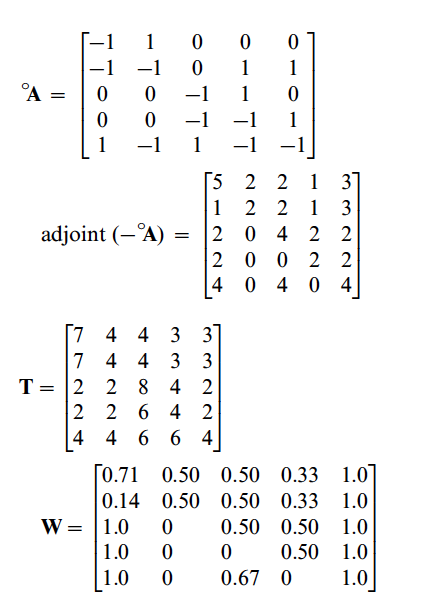 −1 1 0 0 0
−1 −1 0 1 1
°A = 0 0 −1 1 0
0 0 −1 −1 1
1 −1 1 −1 −1
5 2 2 1 3
1 2 2 1 3
adjoint (−°A) = 2 0 4 2 2
2 0 0 2 2
4 0 4 0 4
7 4 4 3 3
7 4 4 3 3
T = 2 2 8 4 2
2 2 6 4 2
4 4 6 6 4
0.71 0.50 0.50 0.33 1.0
0.14 0.50 0.50 0.33 1.0
W = 1.0 0 0.50 0.50 1.0
1.0 0 0 0.50 1.0
1.0 0 0.67 0 1.0